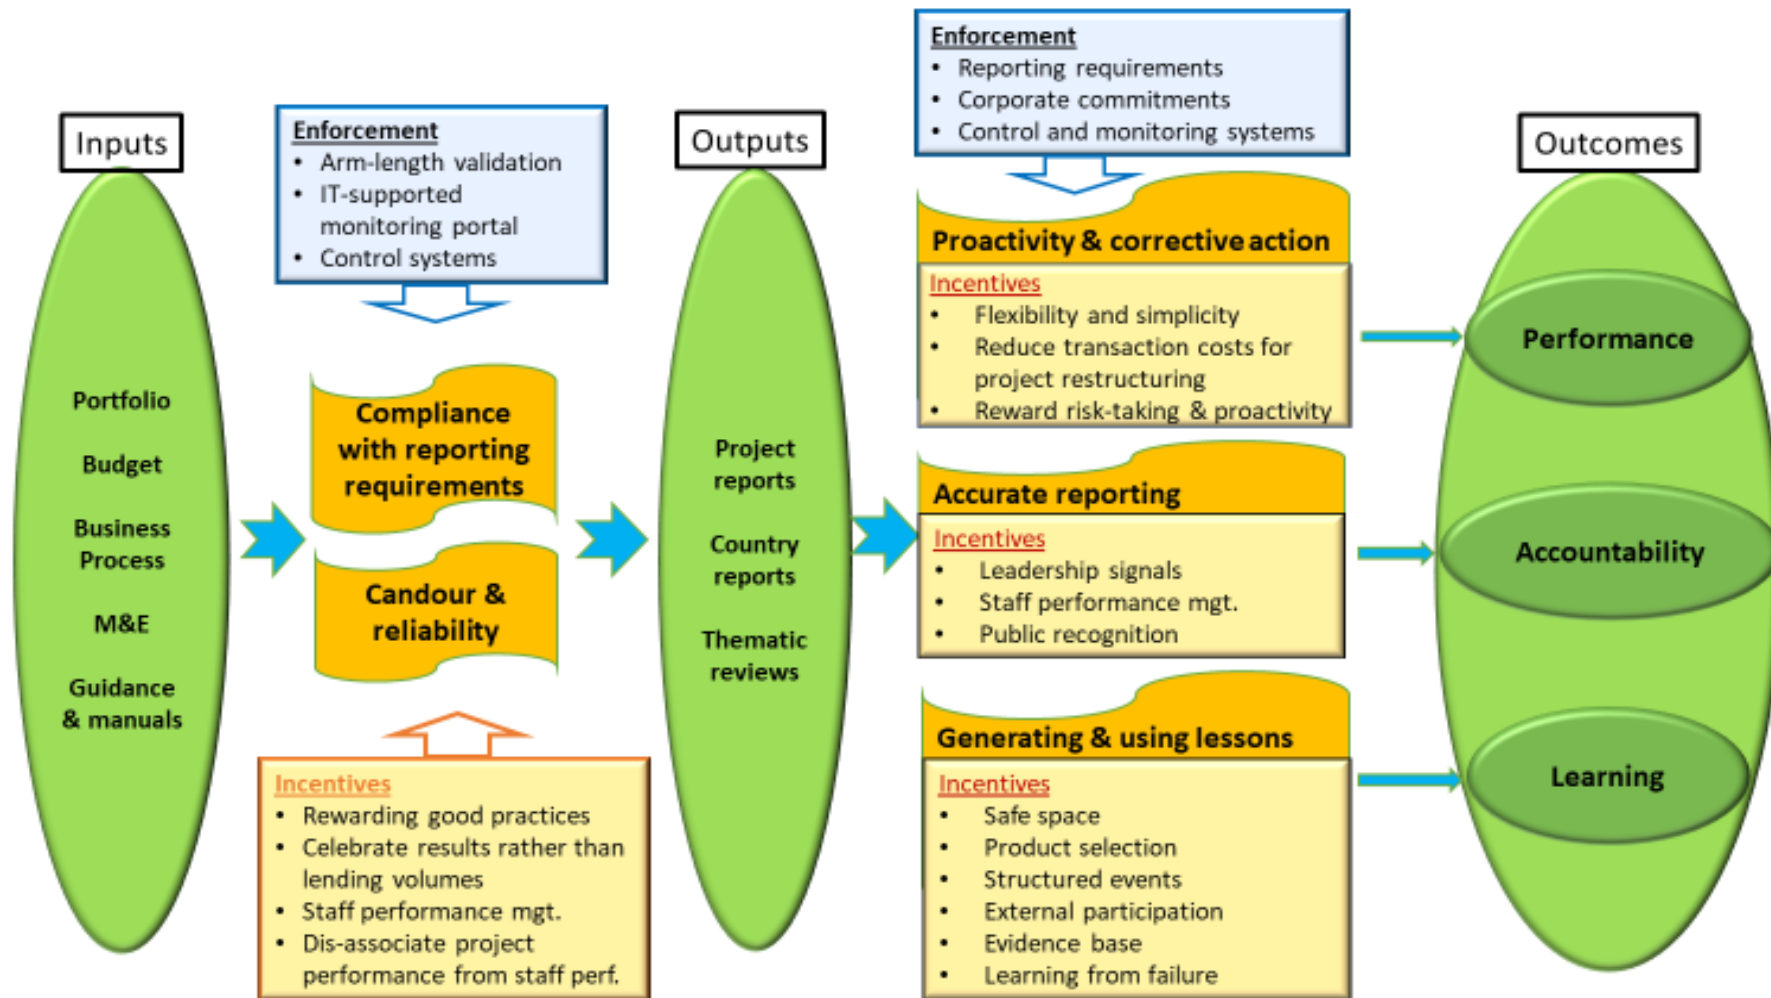 Inputs
Portfolio
Budget
Business
Process
M&E
Guidance
& manuals
Enforcement
• Arm-length validation
• IT-supported
monitoring portal
• Control systems
Compliance
with reporting
requirements
Candour &
reliability
Incentives
• Rewarding good practices
• Celebrate results rather than
lending volumes
• Staff performance mgt.
• Dis-associate project
performance from staff perf.
Outputs
Project
reports
Country
reports
Thematic
reviews
Enforcement
• Reporting requirements
• Corporate commitments
• Control and monitoring systems
Proactivity & corrective action
Incentives
• Flexibility and simplicity
• Reduce transaction costs for
project restructuring
• Reward risk-taking & proactivity
Accurate reporting
Incentives
• Leadership signals
• Staff performance mgt.
• Public recognition
Generating & using lessons
Incentives
• Safe space
• Product selection
• Structured events
• External participation
• Evidence base
• Learning from failure
Outcomes
Performance
Accountability
Learning